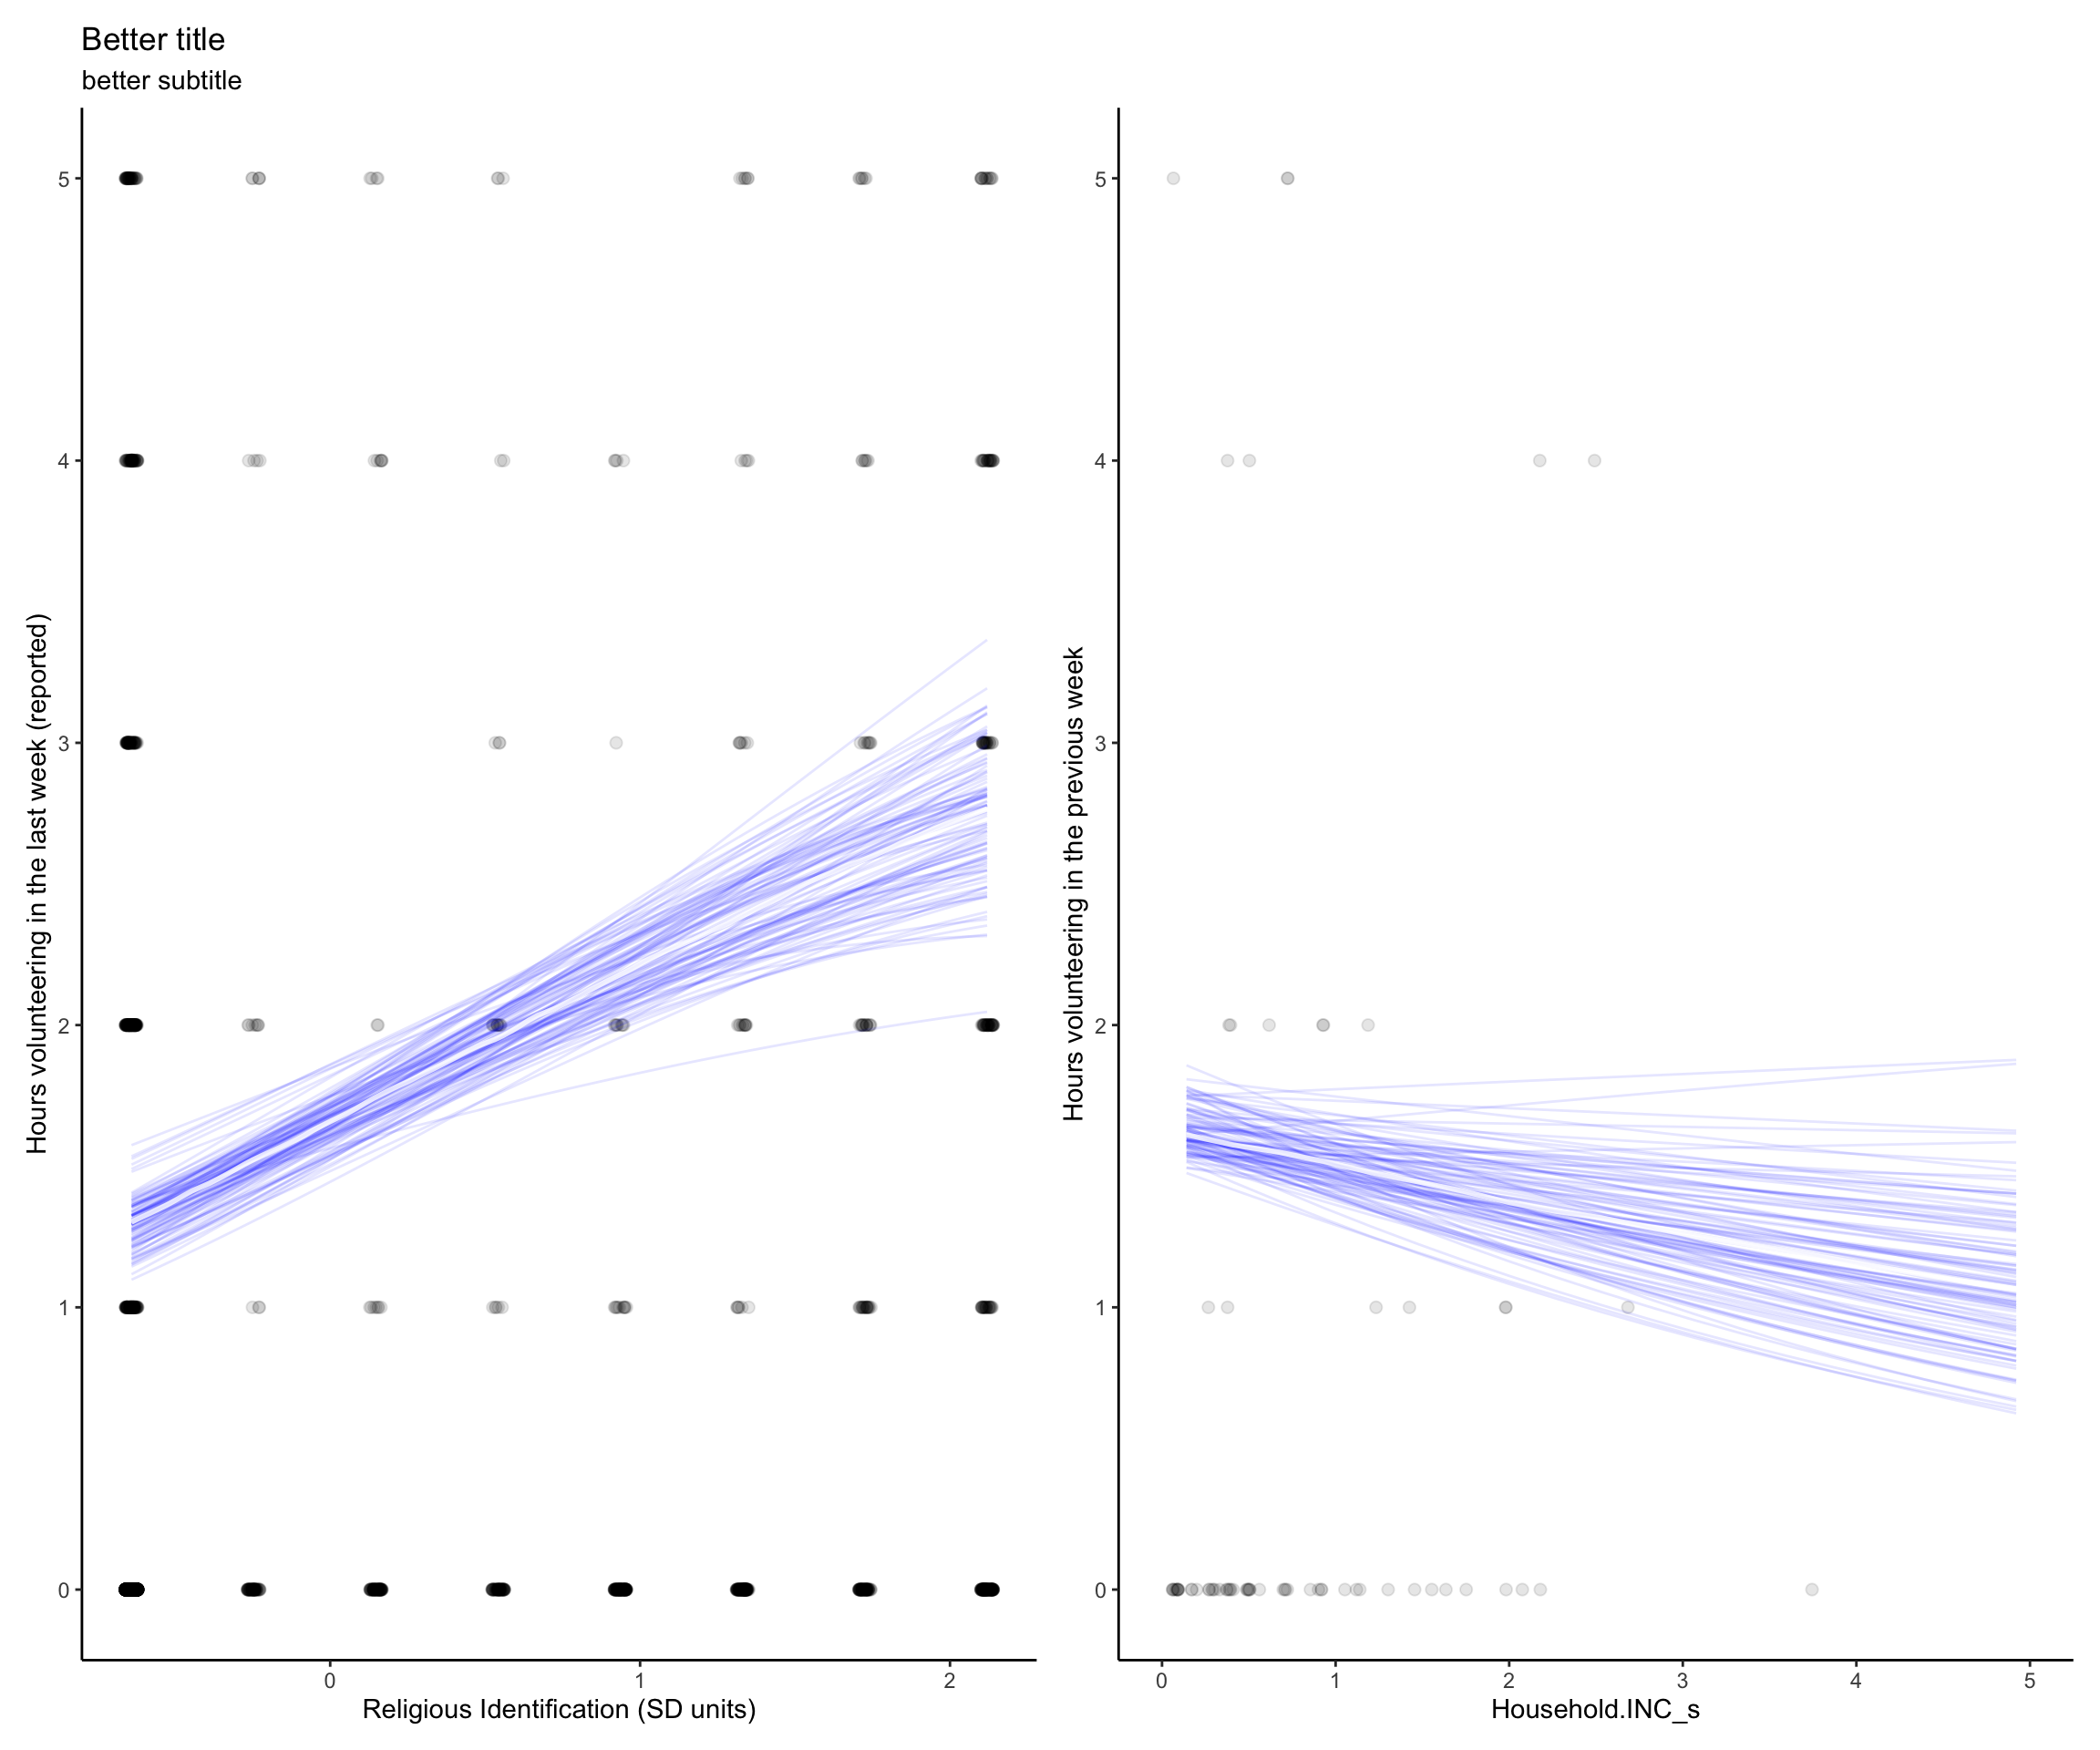 Better title
better subtitle
Hours volunteering in the last week (reported)
5
4
3
2
1
0
0 1 2
Religious Identification (SD units)
Hours volunteering in the previous week
5
4
3
2
1
0
0 1 2 3 4 5
Household.INC_s